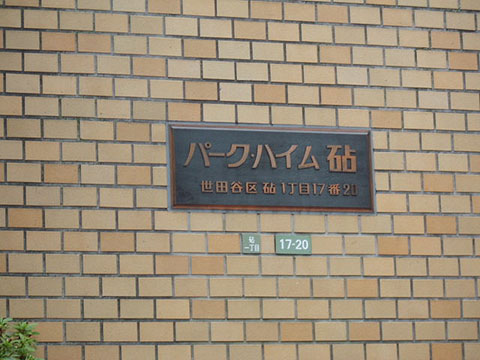 パーク・ハイム 砧
世田谷区 砧 1丁目17番20
砧
一丁目
17-20